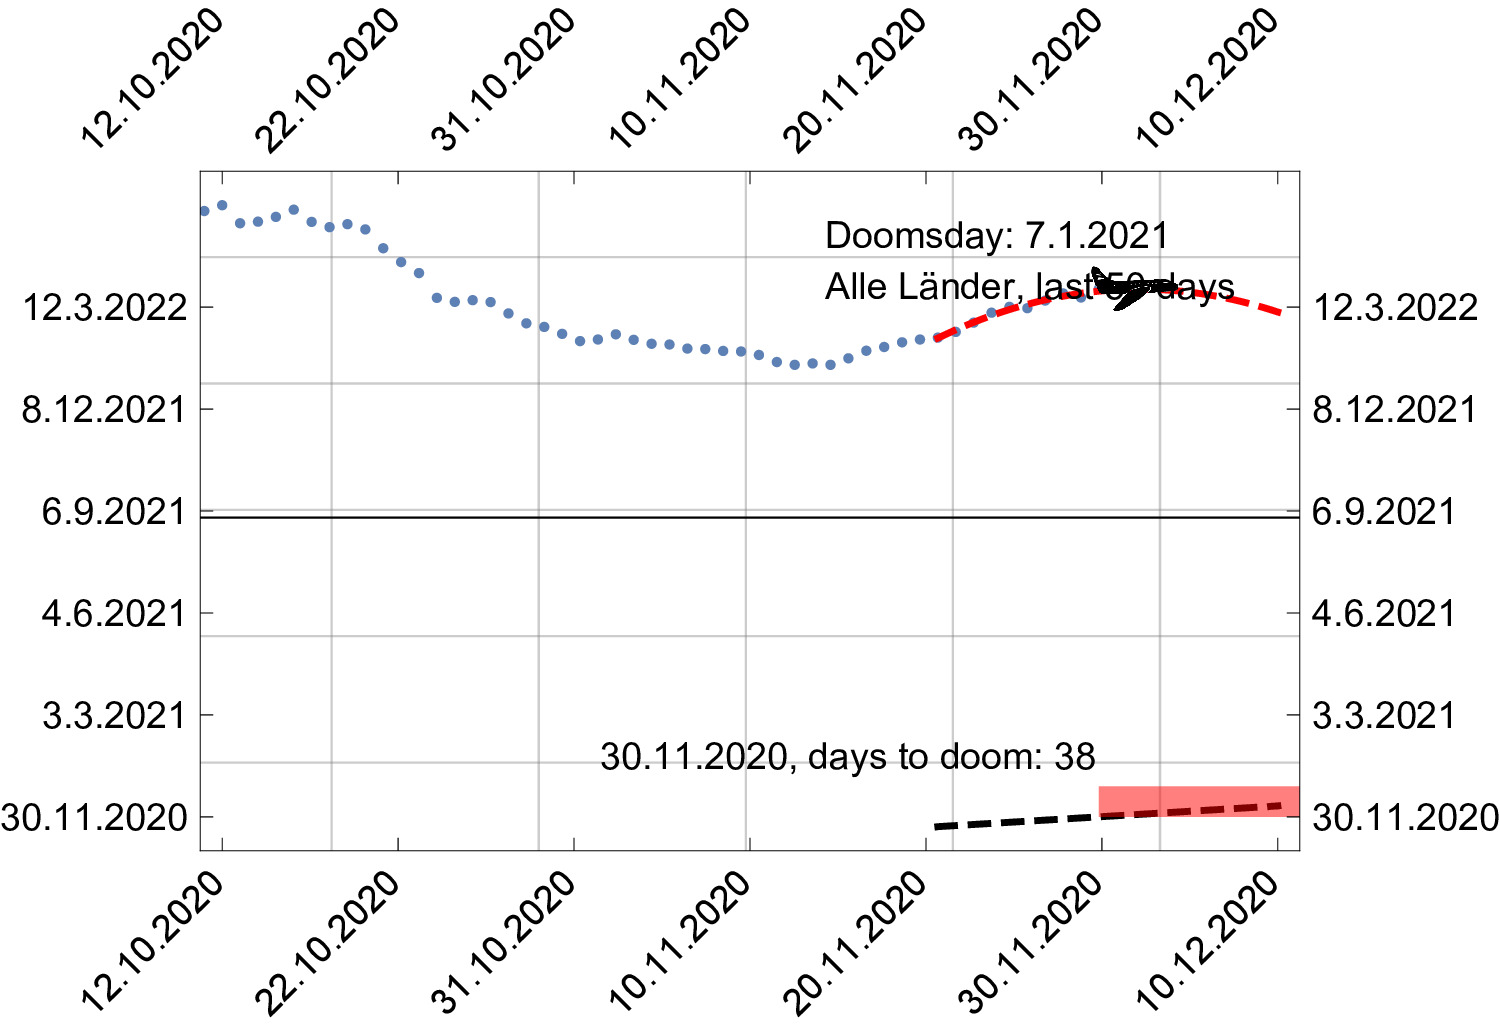 12.10.2020 22.10.2020 31.10.2020 10.11.2020 20.11.2020 30.11.2020 10.12.2020
Doomsday: 7.1.2021
Alle Länder, last 50 days
12.3.2022 12.3.2022
8.12.2021 8.12.2021
6.9.2021 6.9.2021
4.6.2021 4.6.2021
3.3.2021 3.3.2021
30.11.2020, days to doom: 38
30.11.2020 30.11.2020
12.10.2020 22.10.2020 31.10.2020 10.11.2020 20.11.2020 30.11.2020 10.12.2020